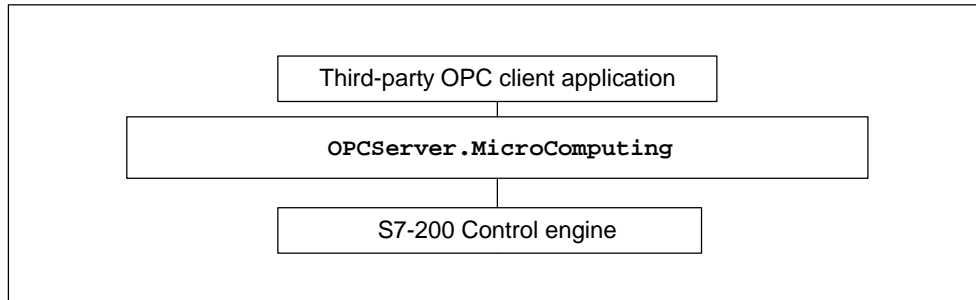 Third-party OPC client application
OPCServer.MicroComputing
S7-200 Control engine